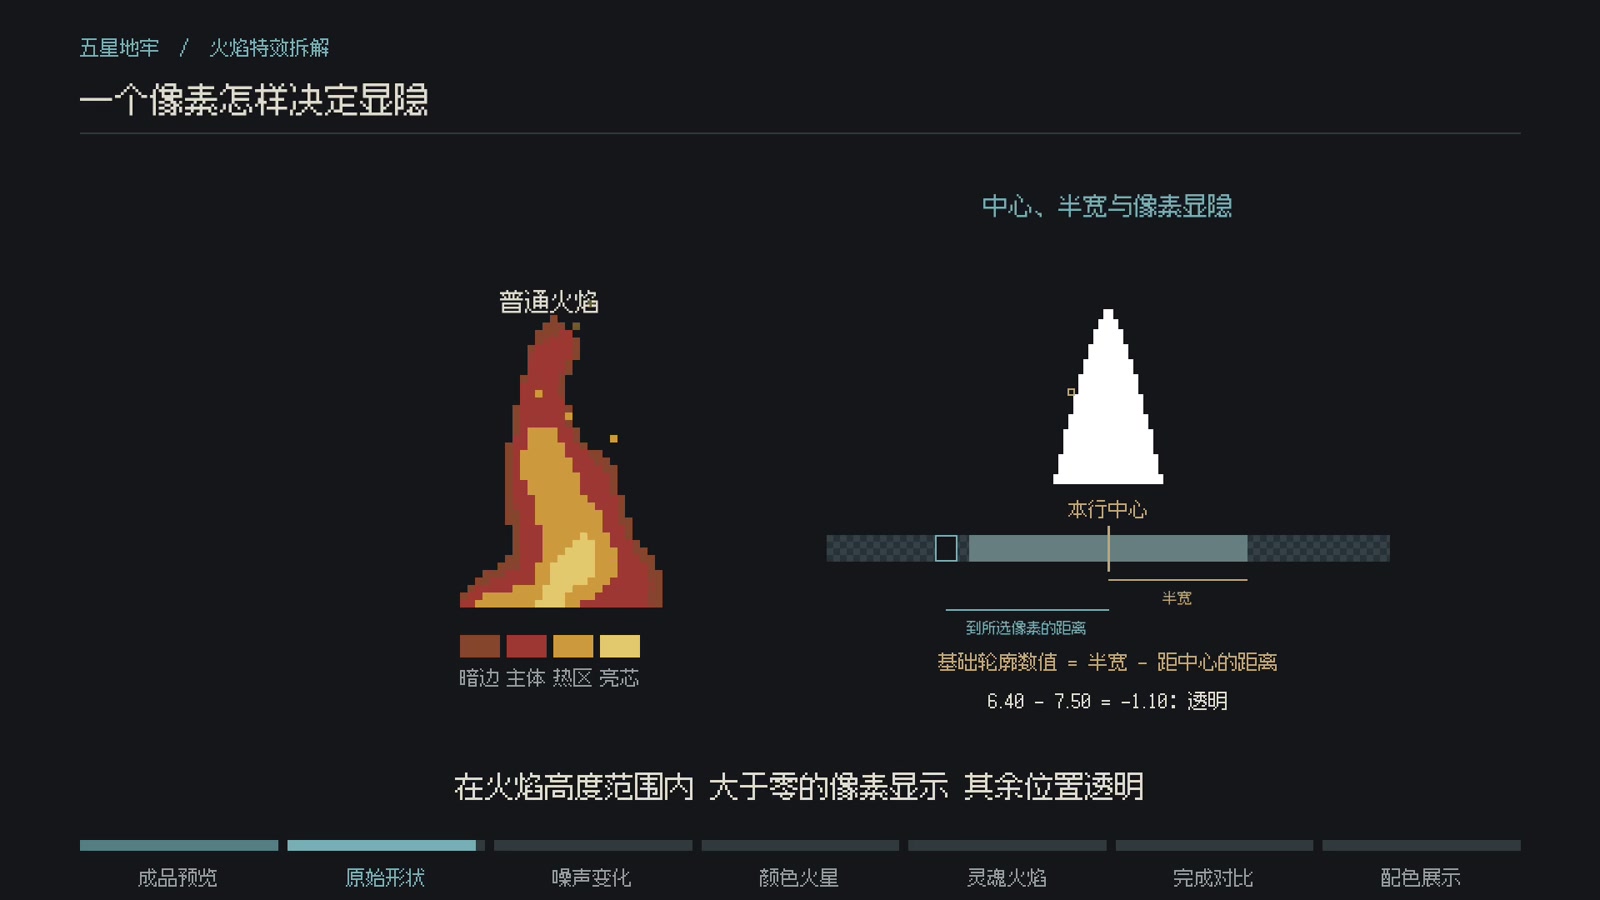 五星地牢 / 火焰特效拆解
一个像素怎样决定显隐
中心、半宽与像素显隐
普通火焰
本行中心
半宽
到所选像素的距离
基础轮廓数值 = 半宽 - 距中心的距离
6.40 - 7.50 = -1.10: 透明
暗边 主体 热区 亮芯
在火焰高度范围内 大于零的像素显示 其余位置透明
成品预览 原始形状 噪声变化 颜色火星 灵魂火焰 完成对比 配色展示